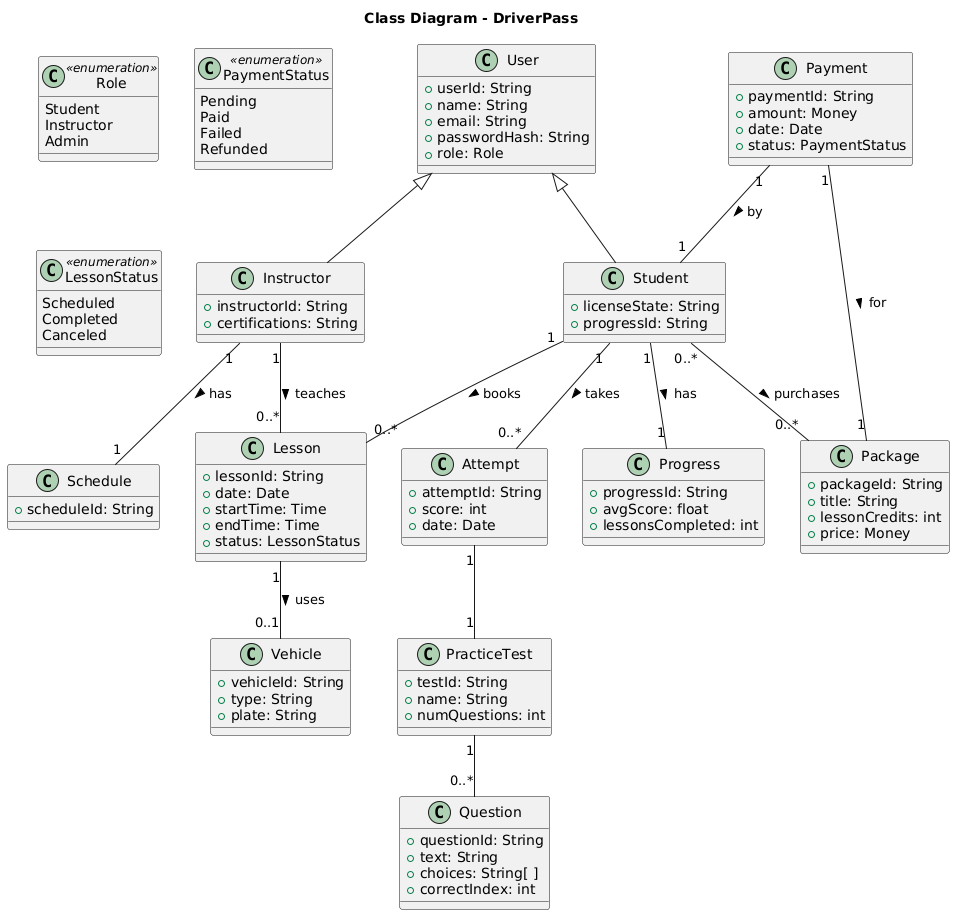 Class Diagram - DriverPass
C
«enumeration»
Role
Student
Instructor
Admin
C
«enumeration»
PaymentStatus
Pending
Paid
Failed
Refunded
C User
userId: String
name: String
email: String
passwordHash: String
role: Role
C Payment
paymentId: String
amount: Money
date: Date
status: PaymentStatus
1
1
by
1
for
1
C
«enumeration»
LessonStatus
Scheduled
Completed
Canceled
C Instructor
instructorId: String
certifications: String
C Student
licenseState: String
progressId: String
1
has
1
1
teaches
0..*
1
books
0..*
1
takes
0..*
1
has
1
0..*
purchases
0..*
C Schedule
scheduleId: String
C Lesson
lessonId: String
date: Date
startTime: Time
endTime: Time
status: LessonStatus
C Attempt
attemptId: String
score: int
date: Date
C Progress
progressId: String
avgScore: float
lessonsCompleted: int
C Package
packageId: String
title: String
lessonCredits: int
price: Money
1
uses
0..1
1
1
C Vehicle
vehicleId: String
type: String
plate: String
C PracticeTest
testId: String
name: String
numQuestions: int
1
0..*
C Question
questionId: String
text: String
choices: String[ ]
correctIndex: int